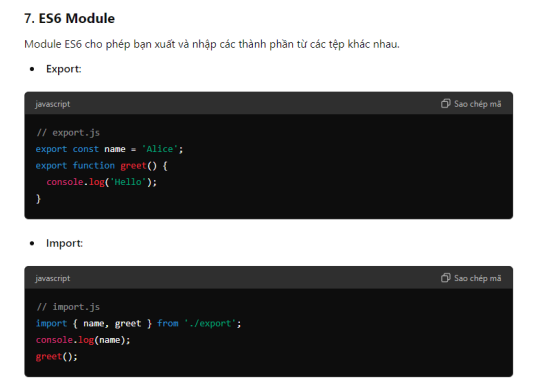 7. ES6 Module
Module ES6 cho phép bạn xuất và nhập các thành phần từ các tệp khác nhau.
• Export:
javascript
Sao chép mã
// export.js
export const name = 'Alice';
export function greet() {
  console.log('Hello');
}
• Import:
javascript
Sao chép mã
// import.js
import { name, greet } from './export';
console.log(name);
greet();